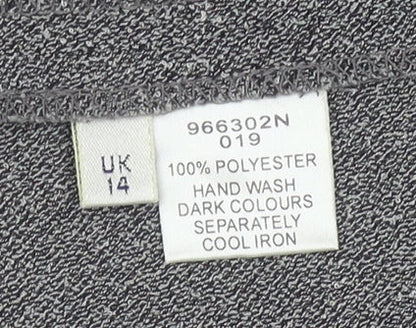 UK
14
966302N
019
100% POLYESTER
HAND WASH
DARK COLOURS
SEPARATELY
COOL IRON